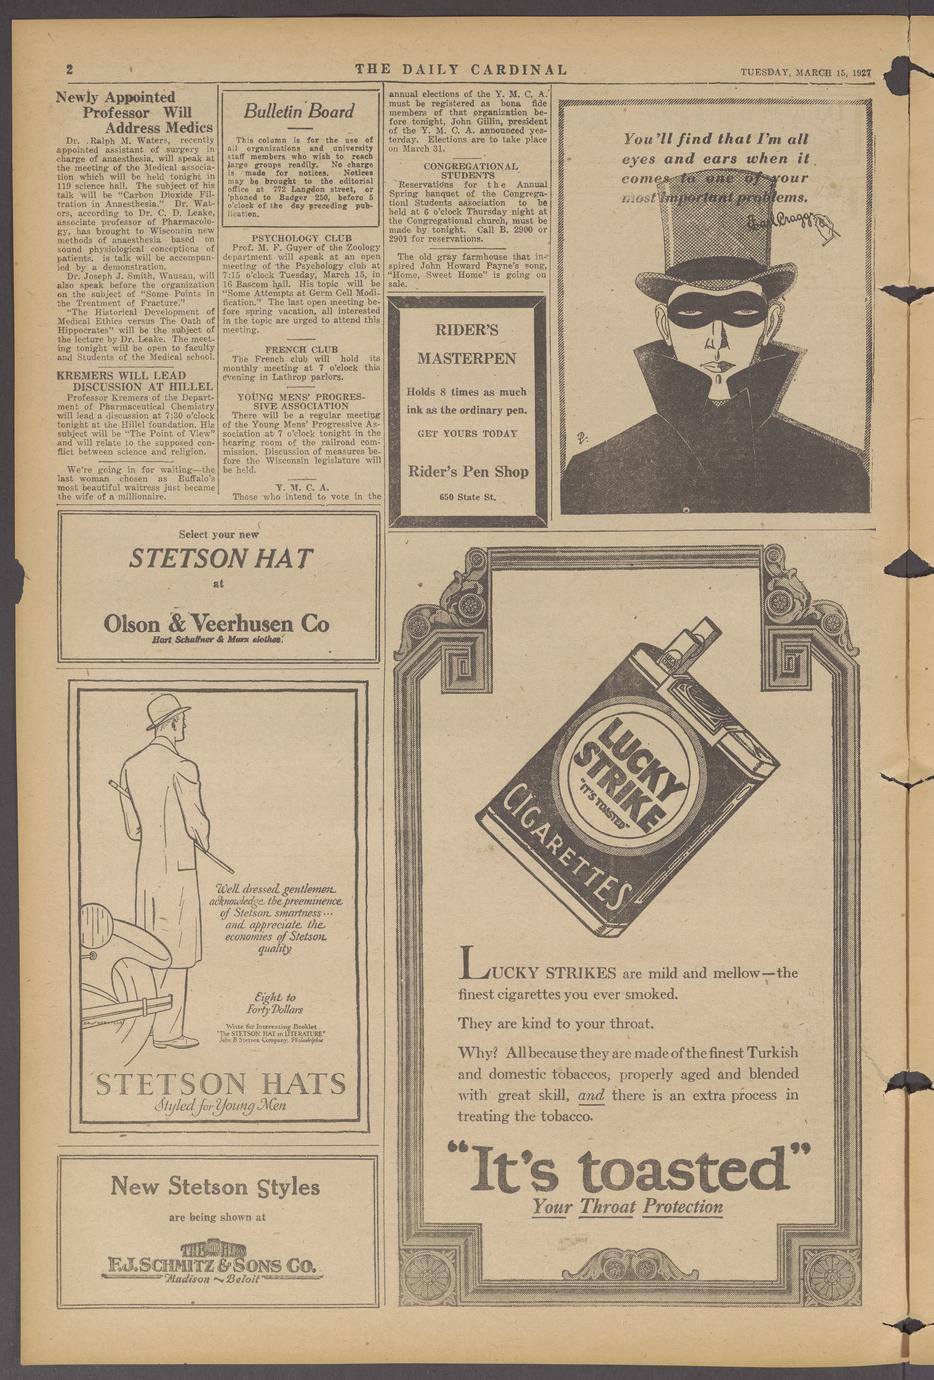 2
THE DAILY CARDINAL
TUESDAY, MARCH 15, 1927
Newly Appointed
Professor Will
Address Medics
Dr. Ralph M. Waters, recently
appointed assistant of surgery in
charge of anaesthesia, will speak at
the meeting of the Medical associa-
tion which will be held tonight in
119 science hall. The subject of his
talk will be "Carbon Dioxide Fil-
tration in Anaesthesia." Dr. Wat-
ers, according to Dr. C. D. Leake,
associate professor of Pharmacolo-
gy, has brought to Wisconsin new
methods of anaesthesia based on
sound physiological conceptions of
patients. is talk will be accompan-
ied by a demonstration.
Dr. Joseph J. Smith, Wausau, will
also speak before the organization
on the subject of "Some Points in
the Treatment of Fracture."
"The Historical Development of
Medical Ethics versus The Oath of
Hippocrates" will be the subject of
the lecture by Dr. Leake. The meet-
ing tonight will be open to faculty
and Students of the Medical school.
KREMERS WILL LEAD
DISCUSSION AT HILLEL
Professor Kremers of the Depart-
ment of Pharmaceutical Chemistry
will lead a discussion at 7:30 o'clock
tonight at the Hillel foundation. His
subject will be "The Point of View"
and will relate to the supposed con-
flict between science and religion.
We're going in for waiting—the
last woman chosen as Buffalo's
most beautiful waitress just became
the wife of a millionaire.
Bulletin Board
This column is for the use of
all organizations and university
staff members who wish to reach
large groups readily. No charge
is made for notices. Notices
may be brought to the editorial
office at 772 Langdon street, or
'phoned to Badger 250, before 5
o'clock of the day preceding pub-
lication.
PSYCHOLOGY CLUB
Prof. M. F. Guyer of the Zoology
department will speak at an open
meeting of the Psychology club at
7:15 o'clock Tuesday, March 15, in
16 Bascom hall. His topic will be
"Some Attempts at Germ Cell Modi-
fication." The last open meeting be-
fore spring vacation, all interested
in the topic are urged to attend this
meeting.
FRENCH CLUB
The French club will hold its
monthly meeting at 7 o'clock this
evening in Lathrop parlors.
YOUNG MENS' PROGRES-
SIVE ASSOCIATION
There will be a regular meeting
of the Young Mens' Progressive As-
sociation at 7 o'clock tonight in the
hearing room of the railroad com-
mission. Discussion of measures be-
fore the Wisconsin legislature will
be held.
Y. M. C. A.
Those who intend to vote in the
annual elections of the Y. M. C. A.
must be registered as bona fide
members of that organization be-
fore tonight, John Gillin, president
of the Y. M. C. A. announced yes-
terday. Elections are to take place
on March 31.
CONGREGATIONAL
STUDENTS
Reservations for the Annual
Spring banquet of the Congrega-
tionl Students association to be
held at 6 o'clock Thursday night at
the Congregational church, must be
made by tonight. Call B. 2900 or
2901 for reservations.
The old gray farmhouse that in-
spired John Howard Payne's song,
"Home, Sweet Home" is going on
sale.
RIDER'S
MASTERPEN
Holds 8 times as much
ink as the ordinary pen.
GET YOURS TODAY
Rider's Pen Shop
650 State St.
You'll find that I'm all
eyes and ears when it
comes to one of your
most important problems.
Select your new
STETSON HAT
at
Olson & Veerhusen Co
Hart Schaffner & Marx clothes
Well dressed gentlemen
acknowledge the preeminence
of Stetson smartness...
and appreciate the
economies of Stetson
quality
Eight to
Forty Dollars
Write for Interesting Booklet
"The STETSON HAT in LITERATURE"
John B. Stetson Company, Philadelphia
STETSON HATS
Styled for Young Men
New Stetson Styles
are being shown at
THE HUB
F.J. SCHMITZ & SONS CO.
Madison ~ Beloit
LUCKY
STRIKE
"IT'S TOASTED"
CIGARETTES
LUCKY STRIKES are mild and mellow—the
finest cigarettes you ever smoked.
They are kind to your throat.
Why? All because they are made of the finest Turkish
and domestic tobaccos, properly aged and blended
with great skill, and there is an extra process in
treating the tobacco.
"It's toasted"
Your Throat Protection